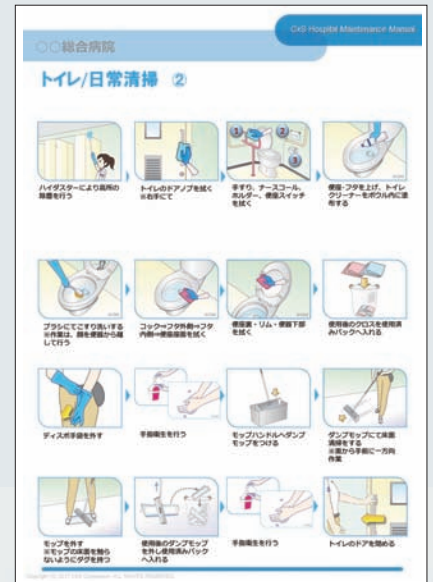 CxS Hospital Maintenance Manual
○○総合病院
トイレ/日常清掃 ②
ハイダスターにより高所の
除塵を行う
トイレのドアノブを拭く
※右手にて
① ② ③
手すり、ナースコール、
ホルダー、便座スイッチ
を拭く
便座・フタを上げ、トイレ
クリーナーをボウル内に塗
布する
ブラシにてこすり洗いする
※作業は、顔を便器から離
して行う
コック⇒フタ外側⇒フタ
内側⇒便座座面を拭く
便座裏・リム・便器下部
を拭く
使用後のクロスを使用済
みパックへ入れる
ディスポ手袋を外す
手指衛生を行う
モップハンドルへダンプ
モップをつける
ダンプモップにて床面
清掃をする
※奥から手前に一方向
作業
モップを外す
※モップの床面を触ら
ないようにタグを持つ
使用後のダンプモップ
を外し使用済みパック
へ入れる
手指衛生を行う
トイレのドアを閉める